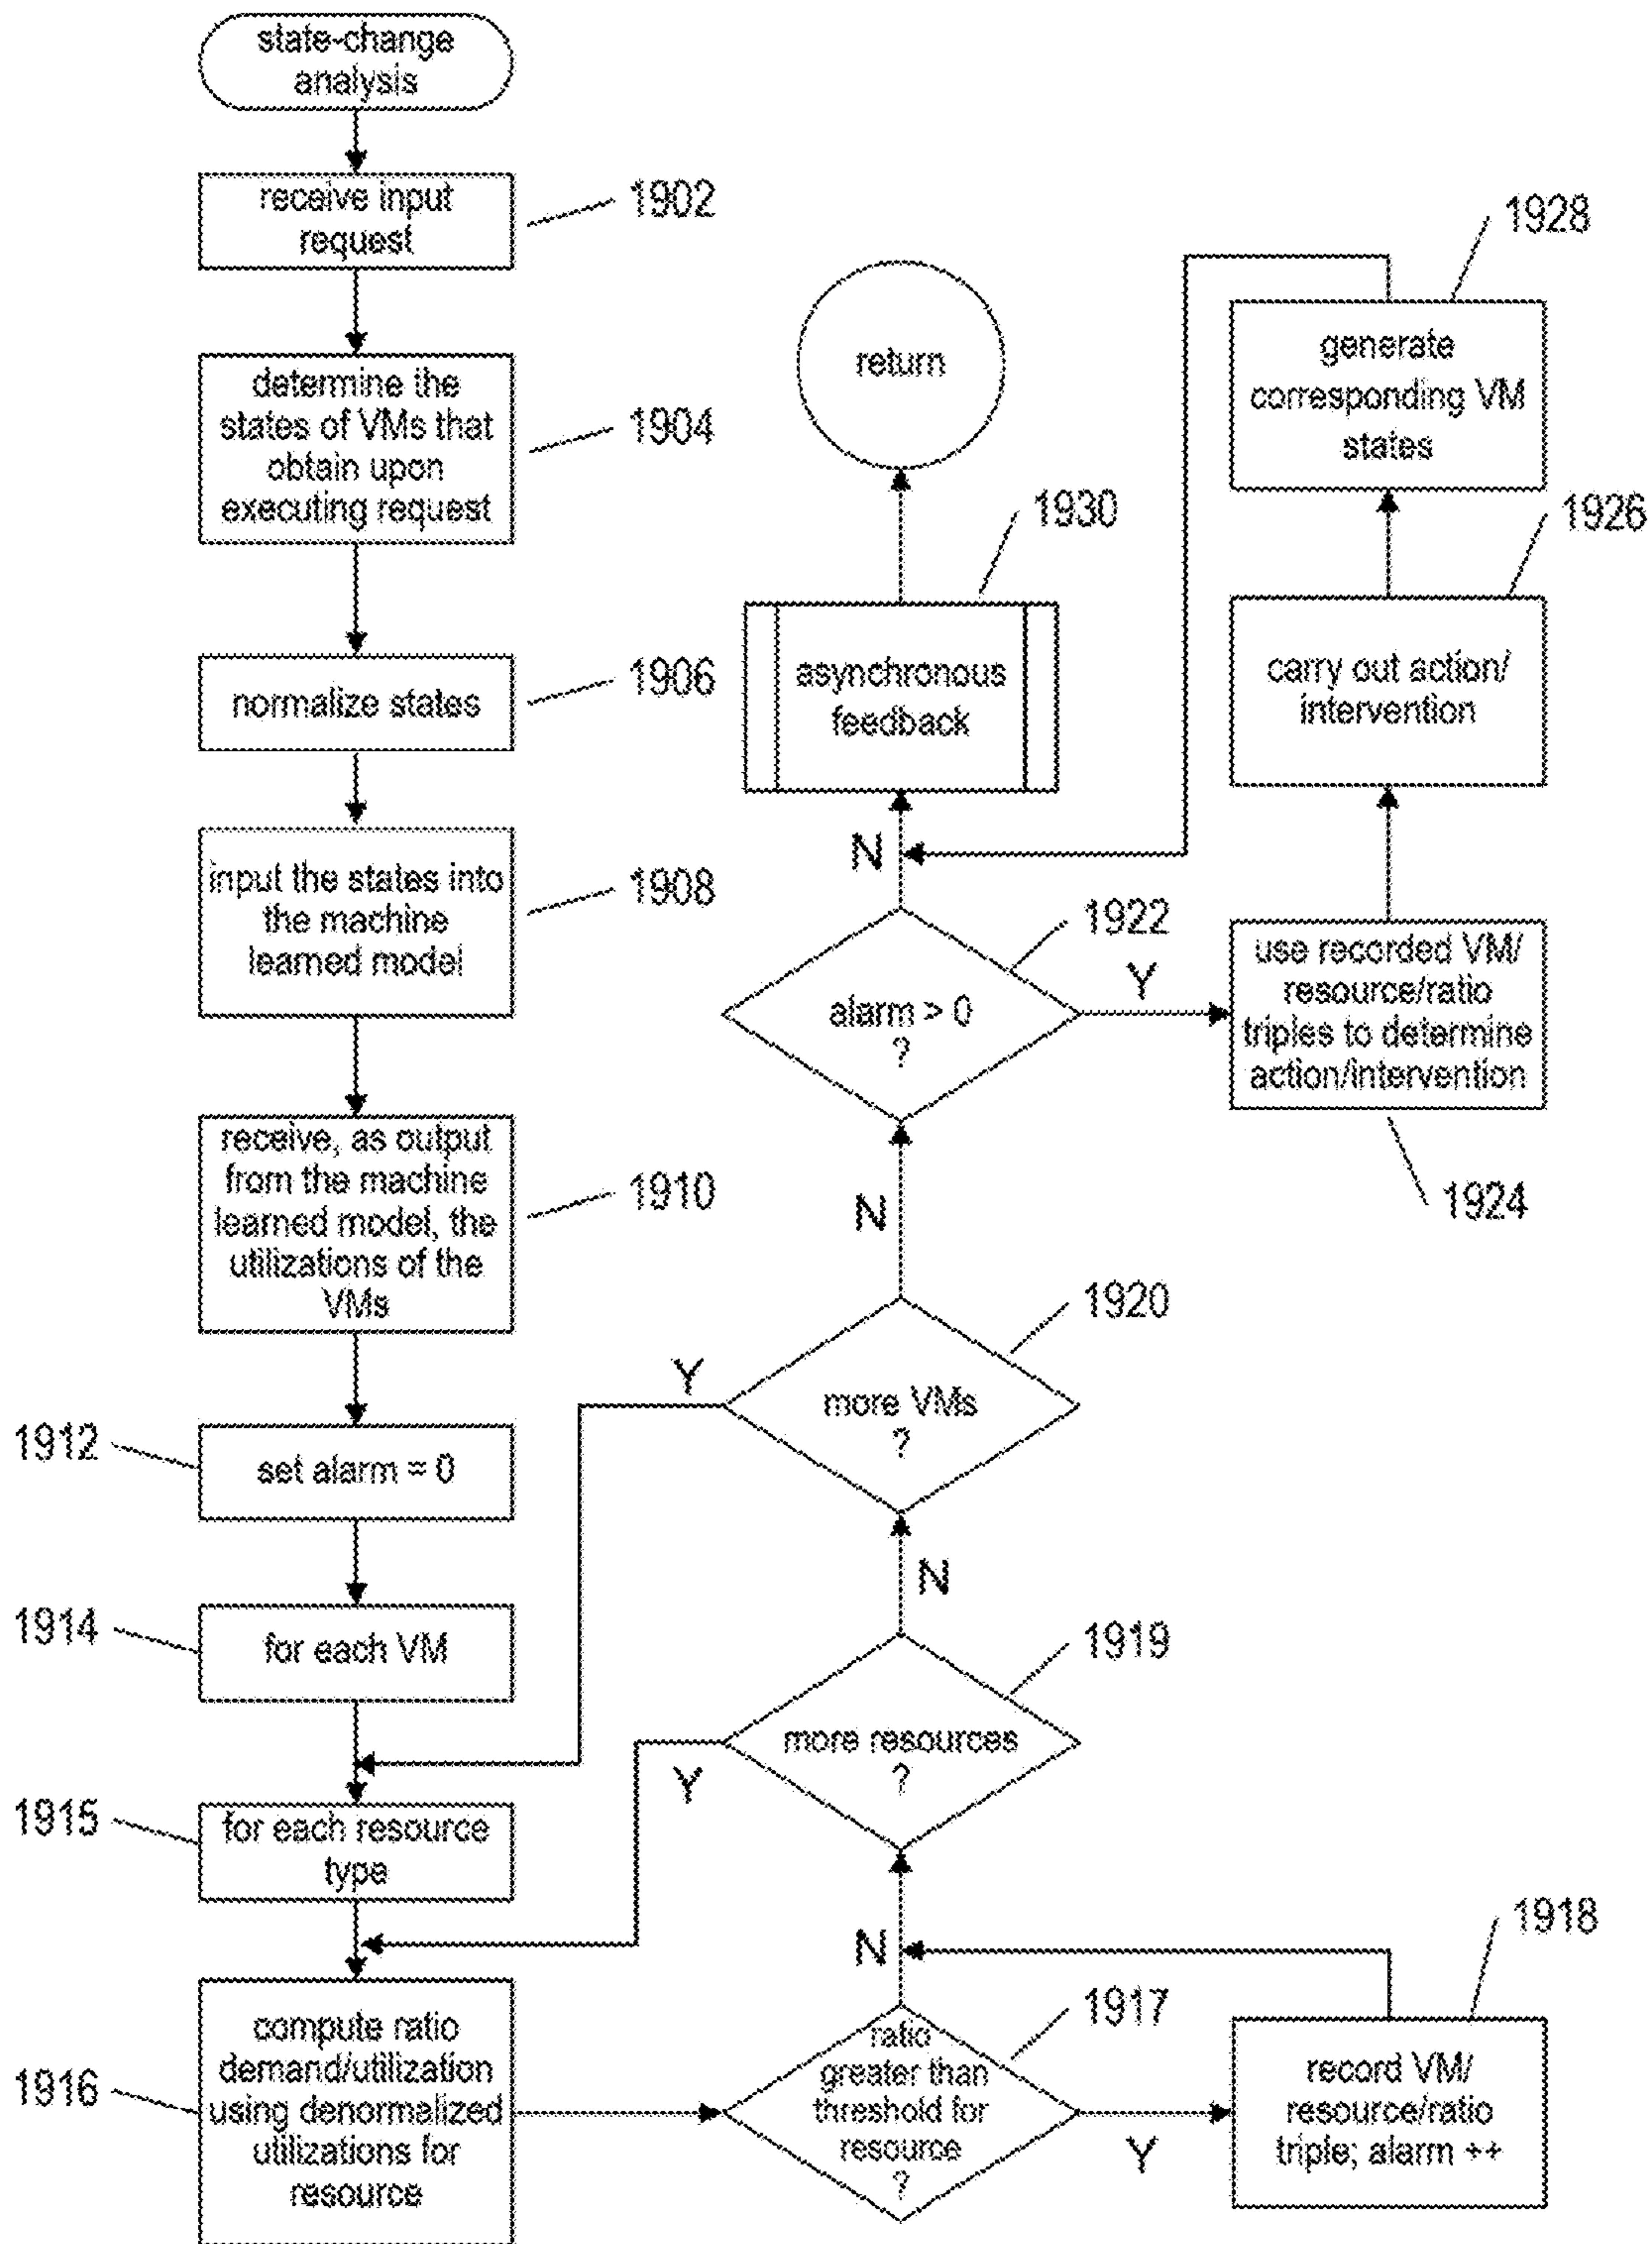 state-change
analysis
receive input
request
1902
determine the
states of VMs that
obtain upon
executing request
1904
normalize states
1906
input the states into
the machine
learned model
1908
receive, as output
from the machine
learned model, the
utilizations of the
VMs
1910
1912
set alarm = 0
1914
for each VM
1915
for each resource
type
1916
compute ratio
demand/utilization
using denormalized
utilizations for
resource
ratio
greater than
threshold for
resource
?
1917
Y
N
record VM/
resource/ratio
triple; alarm ++
1918
more resources
?
1919
Y
N
more VMs
?
1920
Y
N
alarm > 0
?
1922
Y
N
use recorded VM/
resource/ratio
triples to determine
action/intervention
1924
carry out action/
intervention
1926
generate
corresponding VM
states
1928
asynchronous
feedback
1930
return